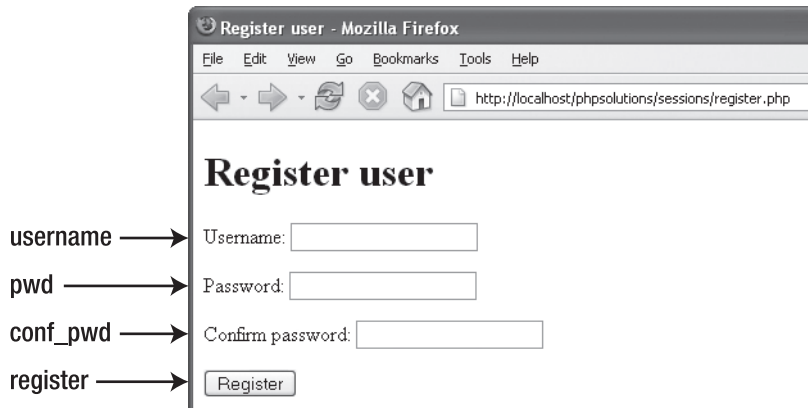 Register user - Mozilla Firefox
File Edit View Go Bookmarks Tools Help
http://localhost/phpsolutions/sessions/register.php
Register user
username
Username:
pwd
Password:
conf_pwd
Confirm password:
register
Register